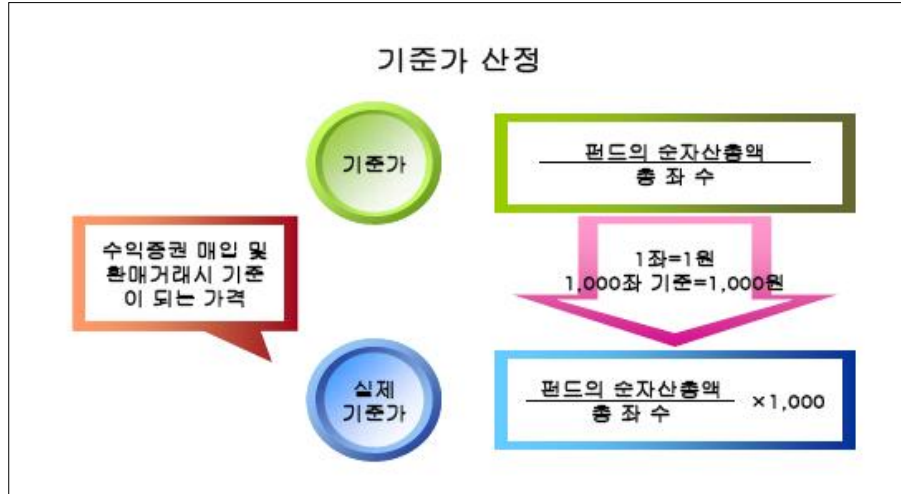 기준가 산정
기준가
펀드의 순자산총액
총 좌 수
수익증권 매입 및
환매거래시 기준
이 되는 가격
1좌=1원
1,000좌 기준=1,000원
실제
기준가
펀드의 순자산총액
총 좌 수
×1,000